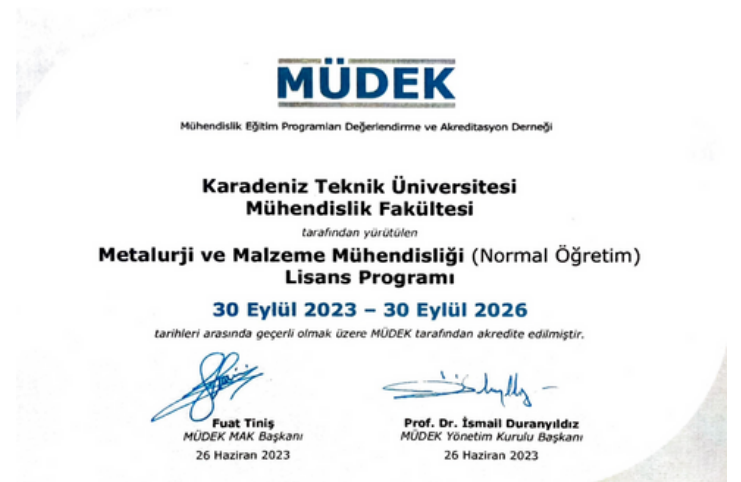 MÜDEK
Mühendislik Eğitim Programları Değerlendirme ve Akreditasyon Derneği
Karadeniz Teknik Üniversitesi
Mühendislik Fakültesi
tarafından yürütülen
Metalurji ve Malzeme Mühendisliği (Normal Öğretim)
Lisans Programı
30 Eylül 2023 – 30 Eylül 2026
tarihleri arasında geçerli olmak üzere MÜDEK tarafından akredite edilmiştir.
Fuat Tiniş
MÜDEK MAK Başkanı
26 Haziran 2023
Prof. Dr. İsmail Duranyıldız
MÜDEK Yönetim Kurulu Başkanı
26 Haziran 2023